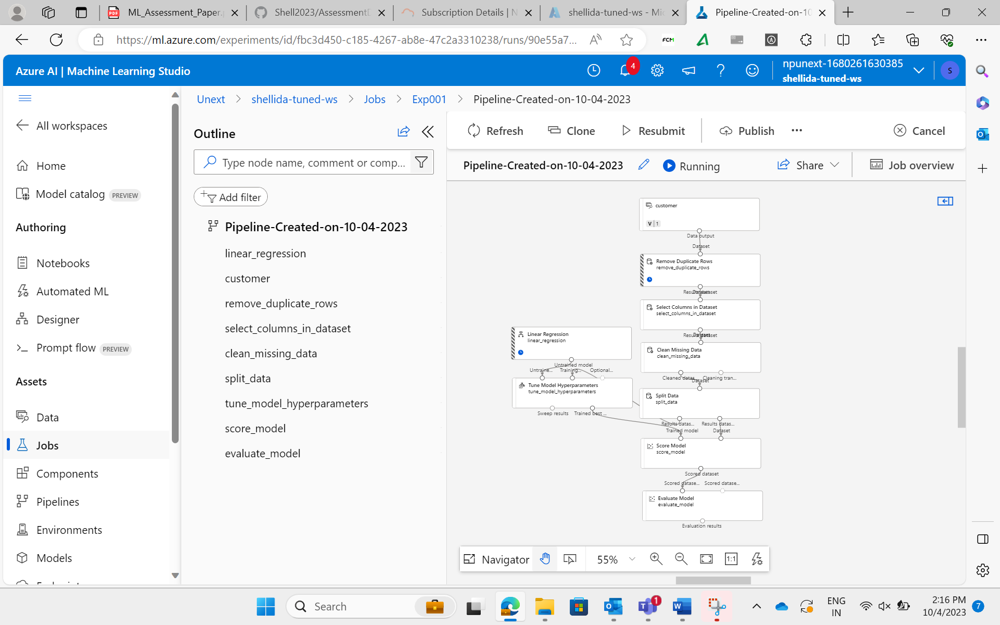 ML_Assessment_Paper.
Shell2023/Assessment
Subscription Details | N
shellida-tuned-ws - Mic
Pipeline-Created-on-10
https://ml.azure.com/experiments/id/fbc3d450-c185-4267-ab8e-47c2a3310238/runs/90e55a7...
FCM
Azure AI | Machine Learning Studio
4
npunext-1680261630385
shellida-tuned-ws
S
Unext > shellida-tuned-ws > Jobs > Exp001 > Pipeline-Created-on-10-04-2023
All workspaces
Home
Model catalog PREVIEW
Authoring
Notebooks
Automated ML
Designer
Prompt flow PREVIEW
Assets
Data
Jobs
Components
Pipelines
Environments
Models
Outline
Type node name, comment or comp...
Add filter
Pipeline-Created-on-10-04-2023
linear_regression
customer
remove_duplicate_rows
select_columns_in_dataset
clean_missing_data
split_data
tune_model_hyperparameters
score_model
evaluate_model
Refresh
Clone
Resubmit
Publish
...
Cancel
Pipeline-Created-on-10-04-2023
Running
Share
Job overview
customer
V | 1
Data output
Dataset
Remove Duplicate Rows
remove_duplicate_rows
Select Columns in Dataset
select_columns_in_dataset
Clean Missing Data
clean_missing_data
Cleaned datas...
Cleaning tran...
Dataset
Linear Regression
linear_regression
Untrained model
Untraine...
Training...
Optional...
Tune Model Hyperparameters
tune_model_hyperparameters
Sweep results
Trained best ...
Split Data
split_data
Results datas...
Results datas...
Trained model
Dataset
Score Model
score_model
Scored dataset
Scored datase...
Scored datase...
Evaluate Model
evaluate_model
Evaluation results
Navigator
55%
1:1
Search
1
ENG
IN
2:16 PM
10/4/2023
7